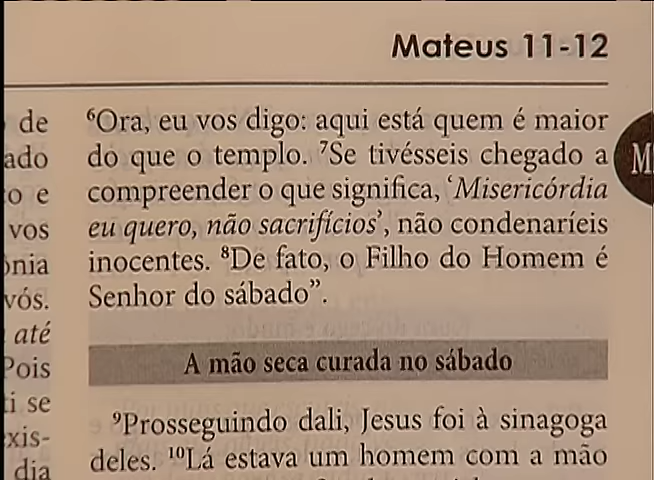 Mateus 11-12
de
ado
o e
vos
ônia
vós.
até
Pois
ti se
exis-
dia
⁶Ora, eu vos digo: aqui está quem é maior
do que o templo. ⁷Se tivésseis chegado a
compreender o que significa, ‘Misericórdia
eu quero, não sacrifícios’, não condenaríeis
inocentes. ⁸De fato, o Filho do Homem é
Senhor do sábado”.
A mão seca curada no sábado
⁹Prosseguindo dali, Jesus foi à sinagoga
deles. ¹⁰Lá estava um homem com a mão
M